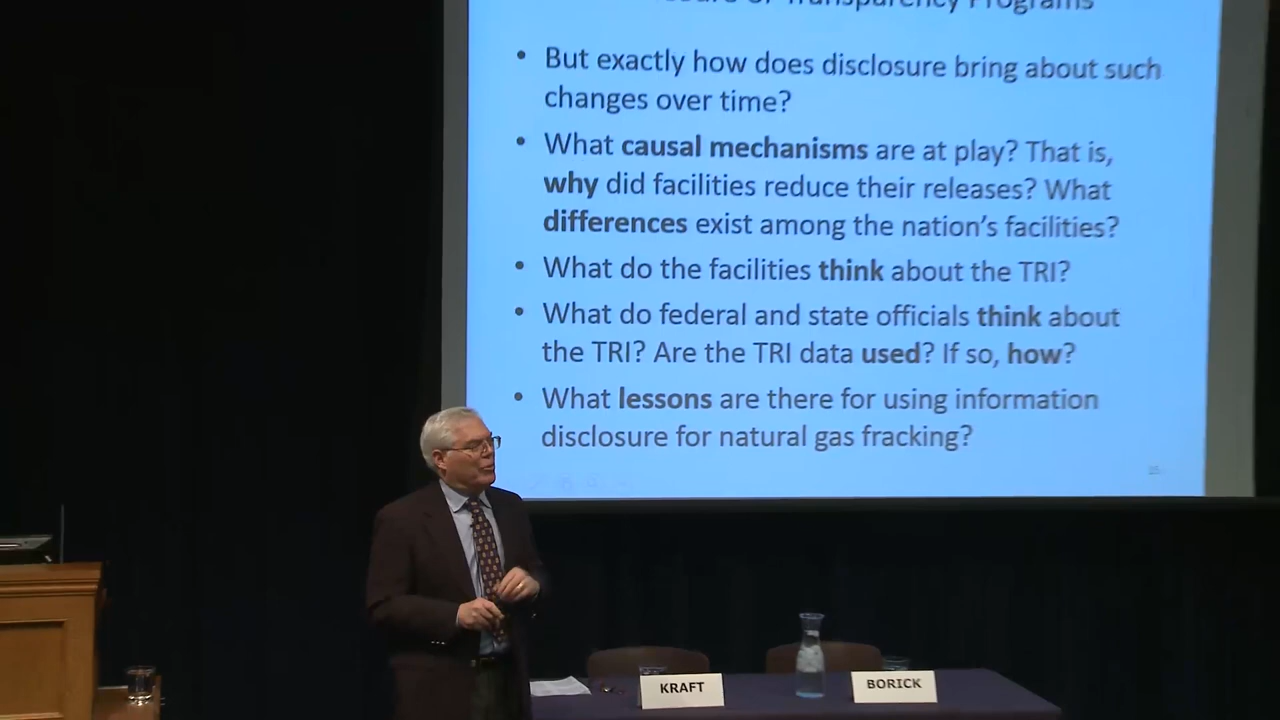 Transparency Programs
• But exactly how does disclosure bring about such
changes over time?
• What causal mechanisms are at play? That is,
why did facilities reduce their releases? What
differences exist among the nation's facilities?
• What do the facilities think about the TRI?
• What do federal and state officials think about
the TRI? Are the TRI data used? If so, how?
• What lessons are there for using information
disclosure for natural gas fracking?
KRAFT
BORICK